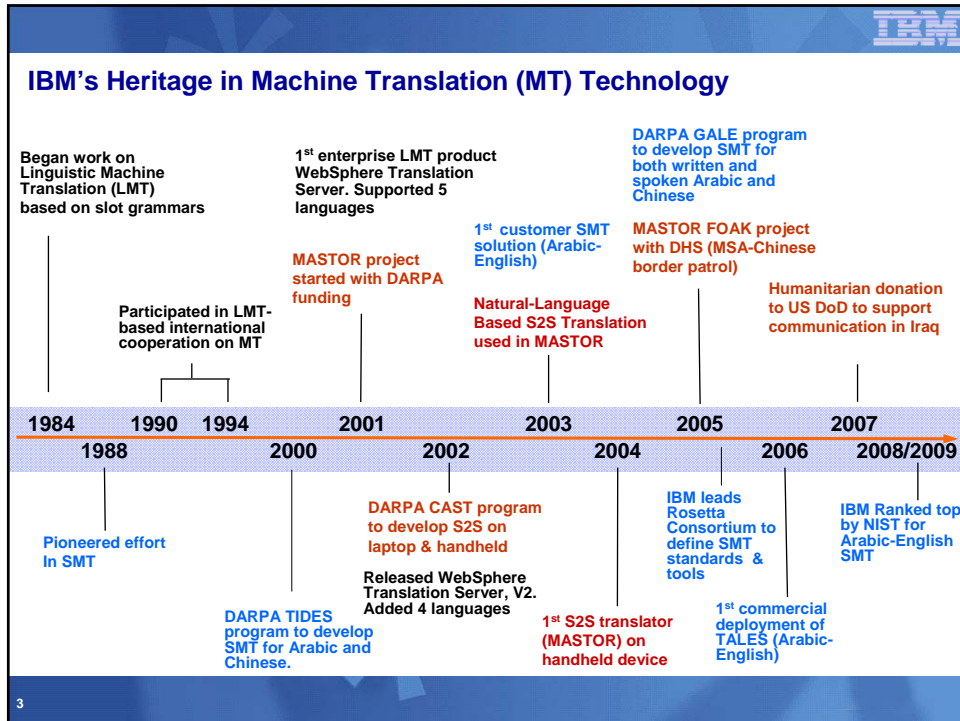 IBM
IBM's Heritage in Machine Translation (MT) Technology
Began work on
Linguistic Machine
Translation (LMT)
based on slot grammars
1st enterprise LMT product
WebSphere Translation
Server. Supported 5
languages
DARPA GALE program
to develop SMT for
both written and
spoken Arabic and
Chinese
1st customer SMT
solution (Arabic-
English)
MASTOR FOAK project
with DHS (MSA-Chinese
border patrol)
MASTOR project
started with DARPA
funding
Humanitarian donation
to US DoD to support
communication in Iraq
Participated in LMT-
based international
cooperation on MT
Natural-Language
Based S2S Translation
used in MASTOR
1984 1990 1994 2001 2003 2005 2007
1988 2000 2002 2004 2006 2008/2009
Pioneered effort
In SMT
DARPA TIDES
program to develop
SMT for Arabic and
Chinese.
DARPA CAST program
to develop S2S on
laptop & handheld
Released WebSphere
Translation Server, V2.
Added 4 languages
1st S2S translator
(MASTOR) on
handheld device
IBM leads
Rosetta
Consortium to
define SMT
standards & tools
1st commercial
deployment of
TALES (Arabic-
English)
IBM Ranked top
by NIST for
Arabic-English
SMT
3